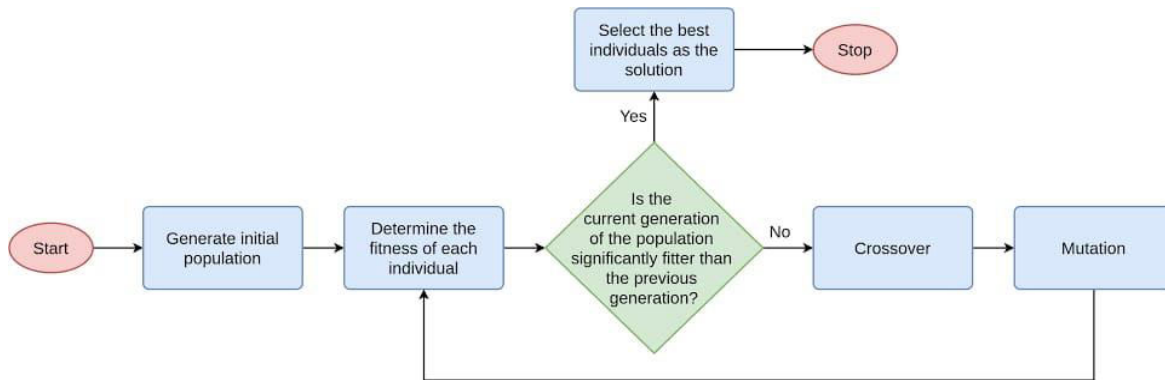 Select the best
individuals as the
solution
Stop
Yes
Start
Generate initial
population
Determine the
fitness of each
individual
Is the
current generation
of the population
significantly fitter than
the previous
generation?
No
Crossover
Mutation